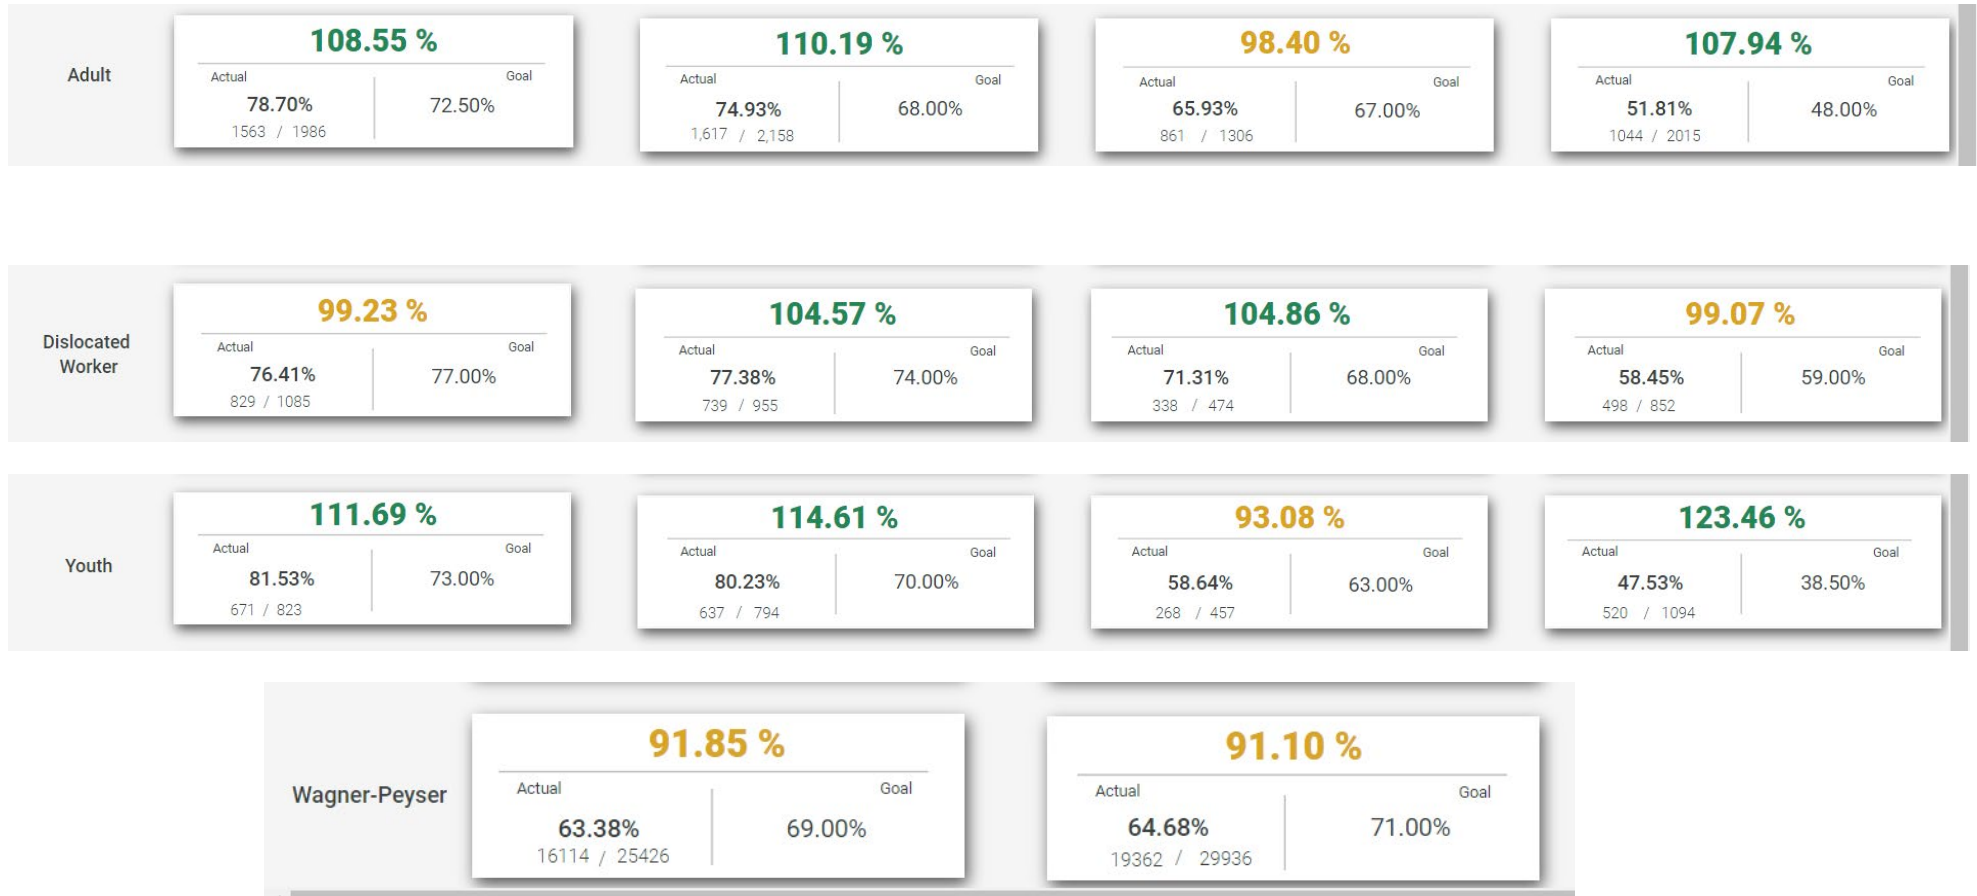 108.55 % 110.19 % 98.40 % 107.94 %
Adult
Actual Goal Actual Goal Actual Goal Actual Goal
78.70% 72.50% 74.93% 68.00% 65.93% 67.00% 51.81% 48.00%
1563 / 1986 1,617 / 2,158 861 / 1306 1044 / 2015
99.23 % 104.57 % 104.86 % 99.07 %
Dislocated
Worker
Actual Goal Actual Goal Actual Goal Actual Goal
76.41% 77.00% 77.38% 74.00% 71.31% 68.00% 58.45% 59.00%
829 / 1085 739 / 955 338 / 474 498 / 852
111.69 % 114.61 % 93.08 % 123.46 %
Youth
Actual Goal Actual Goal Actual Goal Actual Goal
81.53% 73.00% 80.23% 70.00% 58.64% 63.00% 47.53% 38.50%
671 / 823 637 / 794 268 / 457 520 / 1094
91.85 % 91.10 %
Wagner-Peyser
Actual Goal Actual Goal
63.38% 69.00% 64.68% 71.00%
16114 / 25426 19362 / 29936